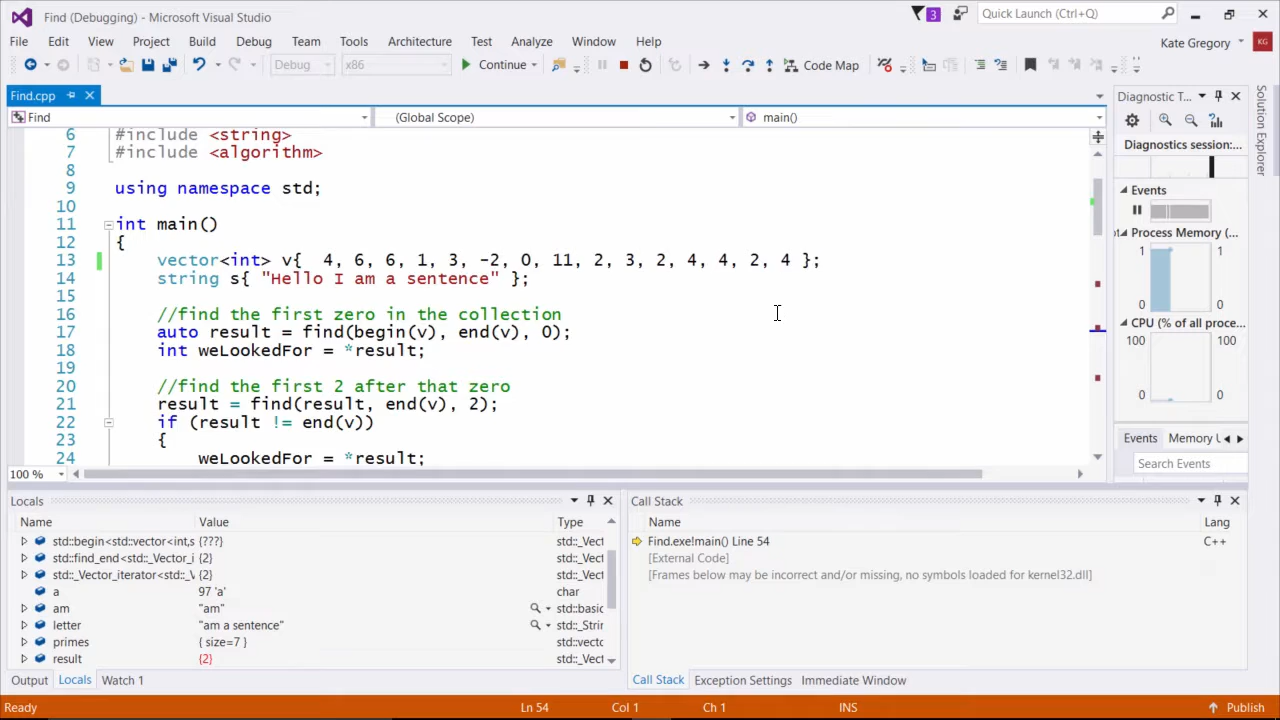 Find (Debugging) - Microsoft Visual Studio
3
Quick Launch (Ctrl+Q)
File Edit View Project Build Debug Team Tools Architecture Test Analyze Window Help
Kate Gregory KG
Debug x86 Continue Code Map
Find.cpp
Find (Global Scope) main()
6 #include <string>
7 #include <algorithm>
8
9 using namespace std;
10
11 int main()
12 {
13 vector<int> v{ 4, 6, 6, 1, 3, -2, 0, 11, 2, 3, 2, 4, 4, 2, 4 };
14 string s{ "Hello I am a sentence" };
15
16 //find the first zero in the collection
17 auto result = find(begin(v), end(v), 0);
18 int weLookedFor = *result;
19
20 //find the first 2 after that zero
21 result = find(result, end(v), 2);
22 if (result != end(v))
23 {
24 weLookedFor = *result;
100 %
Diagnostic T...
Diagnostics session:...
Events
Process Memory (...
1 1
0 0
CPU (% of all proce...
100 100
0 0
Events Memory U
Search Events
Solution Explorer
Locals
Name Value Type
std::begin<std::vector<int,s {???} std::_Vect
std::find_end<std::_Vector_i {2} std::_Vect
std::_Vector_iterator<std::_V {2} std::_Vect
a 97 'a' char
am "am" std::basic
letter "am a sentence" std::_Strin
primes { size=7 } std::vecto
result {2} std::_Vect
Output Locals Watch 1
Call Stack
Name Lang
Find.exe!main() Line 54 C++
[External Code]
[Frames below may be incorrect and/or missing, no symbols loaded for kernel32.dll]
Call Stack Exception Settings Immediate Window
Ready Ln 54 Col 1 Ch 1 INS Publish